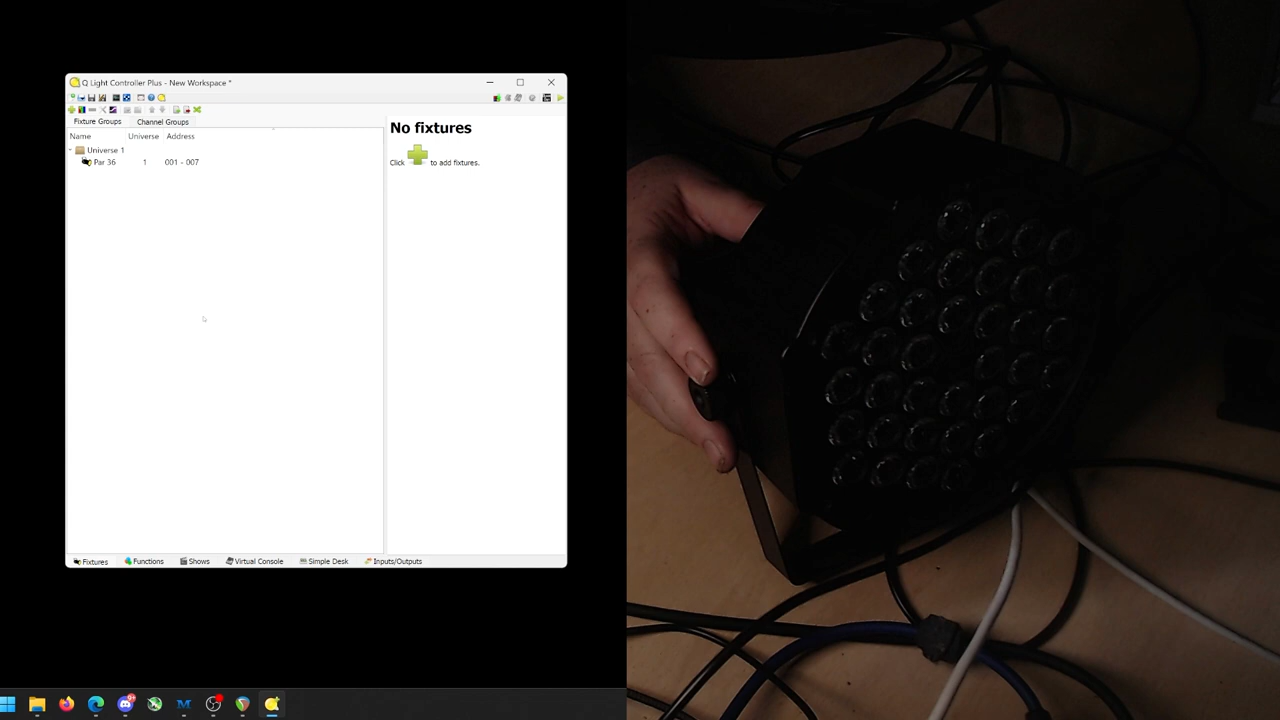 Q Light Controller Plus - New Workspace *
Fixture Groups Channel Groups
Name Universe Address
Universe 1
Par 36 1 001 - 007
No fixtures
Click to add fixtures.
Fixtures Functions Shows Virtual Console Simple Desk Inputs/Outputs